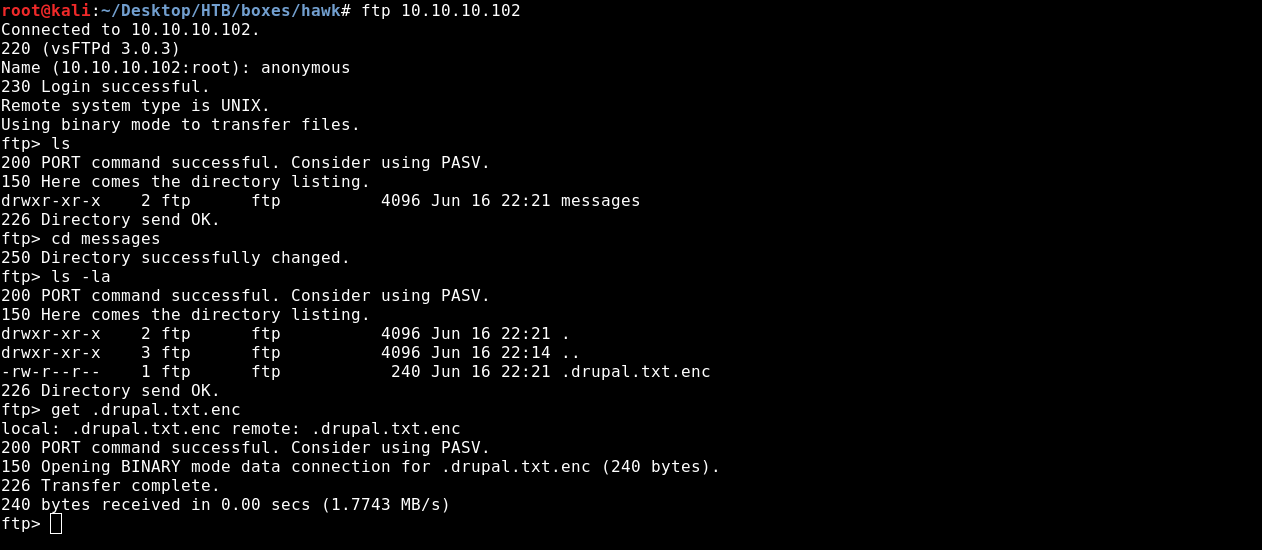 root@kali:~/Desktop/HTB/boxes/hawk# ftp 10.10.10.102
Connected to 10.10.10.102.
220 (vsFTPd 3.0.3)
Name (10.10.10.102:root): anonymous
230 Login successful.
Remote system type is UNIX.
Using binary mode to transfer files.
ftp> ls
200 PORT command successful. Consider using PASV.
150 Here comes the directory listing.
drwxr-xr-x    2 ftp      ftp          4096 Jun 16 22:21 messages
226 Directory send OK.
ftp> cd messages
250 Directory successfully changed.
ftp> ls -la
200 PORT command successful. Consider using PASV.
150 Here comes the directory listing.
drwxr-xr-x    2 ftp      ftp          4096 Jun 16 22:21 .
drwxr-xr-x    3 ftp      ftp          4096 Jun 16 22:14 ..
-rw-r--r--    1 ftp      ftp           240 Jun 16 22:21 .drupal.txt.enc
226 Directory send OK.
ftp> get .drupal.txt.enc
local: .drupal.txt.enc remote: .drupal.txt.enc
200 PORT command successful. Consider using PASV.
150 Opening BINARY mode data connection for .drupal.txt.enc (240 bytes).
226 Transfer complete.
240 bytes received in 0.00 secs (1.7743 MB/s)
ftp>